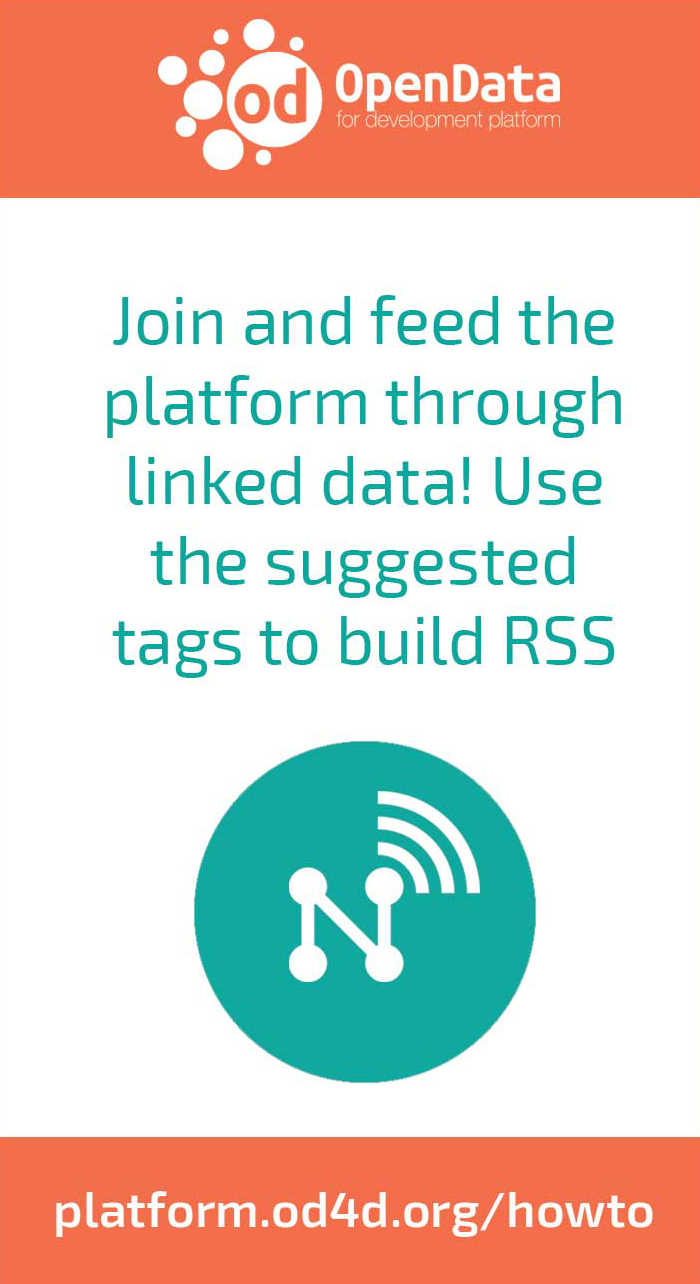 od
OpenData
for development platform
Join and feed the
platform through
linked data! Use
the suggested
tags to build RSS
N
platform.od4d.org/howto